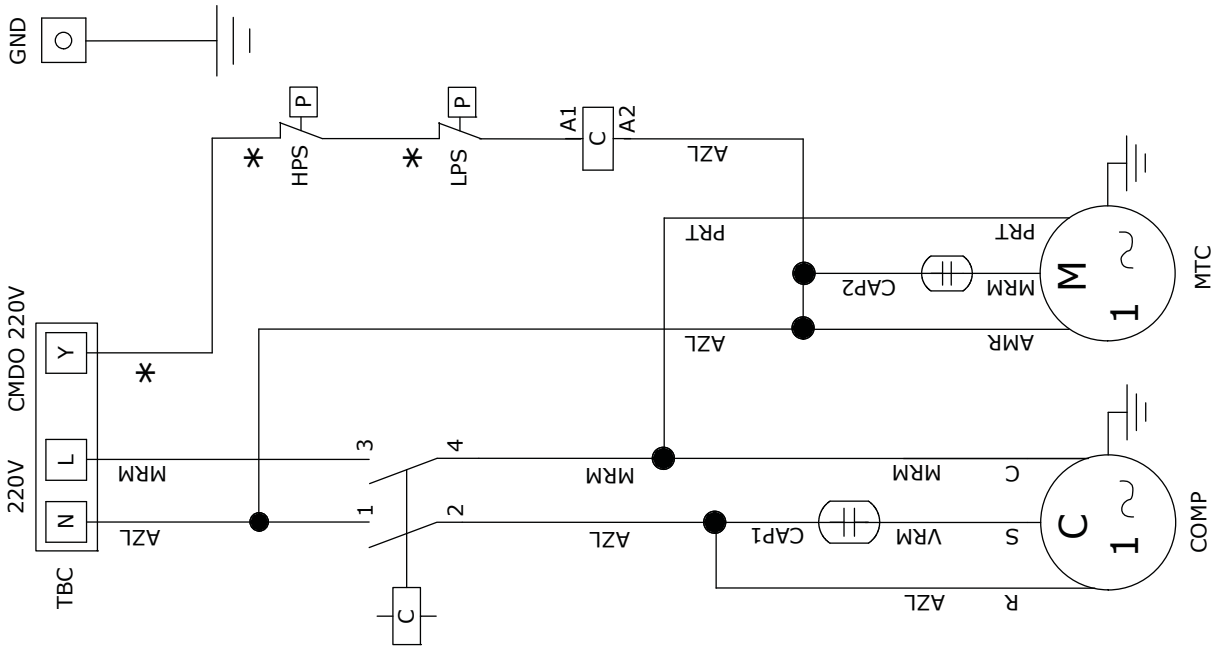 GND
220V
CMDO 220V
N
L
Y
TBC
*
MRM
AZL
*
HPS
P
*
LPS
P
A1
C
A2
AZL
3
4
1
2
C
PRT
PRT
AZL
CAP2
MRM
AMR
M
1
MTC
MRM
AZL
MRM
C
CAP1
VRM
S
AZL
R
C
1
COMP